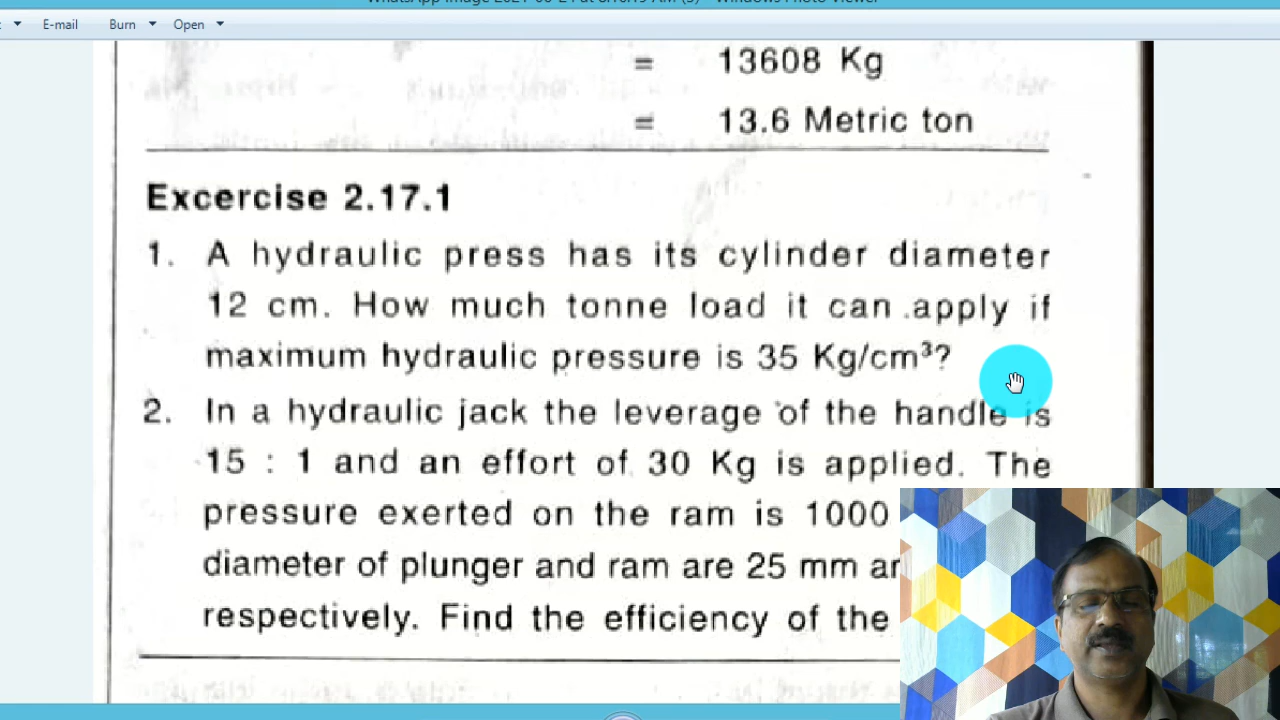 E-mail Burn Open
= 13608 Kg
= 13.6 Metric ton
Excercise 2.17.1
1. A hydraulic press has its cylinder diameter
12 cm. How much tonne load it can apply if
maximum hydraulic pressure is 35 Kg/cm³?
2. In a hydraulic jack the leverage of the handle is
15 : 1 and an effort of 30 Kg is applied. The
pressure exerted on the ram is 1000
diameter of plunger and ram are 25 mm
respectively. Find the efficiency of the